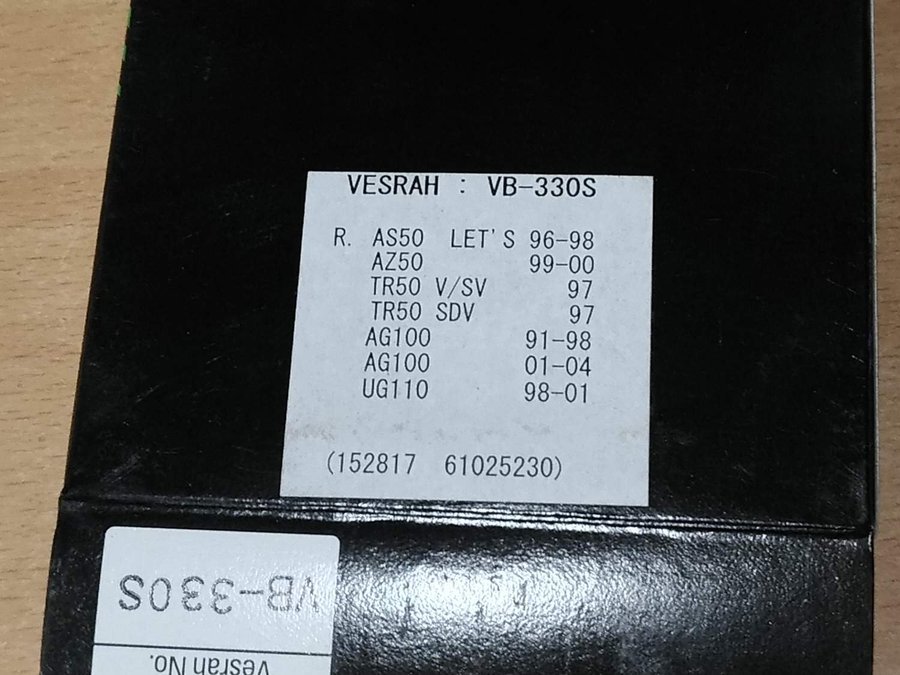 VESRAH : VB-330S
R. AS50 LET'S 96-98
AZ50 99-00
TR50 V/SV 97
TR50 SDV 97
AG100 91-98
AG100 01-04
UG110 98-01
(152817 61025230)
VB-330S
Vesrah No.